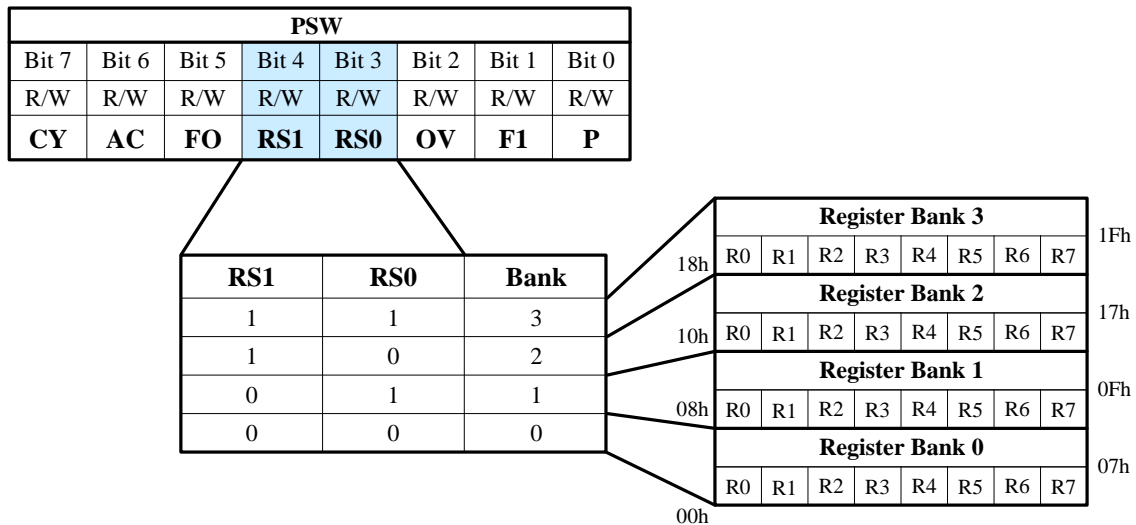 PSW
Bit 7 Bit 6 Bit 5 Bit 4 Bit 3 Bit 2 Bit 1 Bit 0
R/W R/W R/W R/W R/W R/W R/W R/W
CY AC FO RS1 RS0 OV F1 P
RS1 RS0 Bank
1 1 3
1 0 2
0 1 1
0 0 0
Register Bank 3
1Fh
18h R0 R1 R2 R3 R4 R5 R6 R7
Register Bank 2
17h
10h R0 R1 R2 R3 R4 R5 R6 R7
Register Bank 1
0Fh
08h R0 R1 R2 R3 R4 R5 R6 R7
Register Bank 0
07h
R0 R1 R2 R3 R4 R5 R6 R7
00h